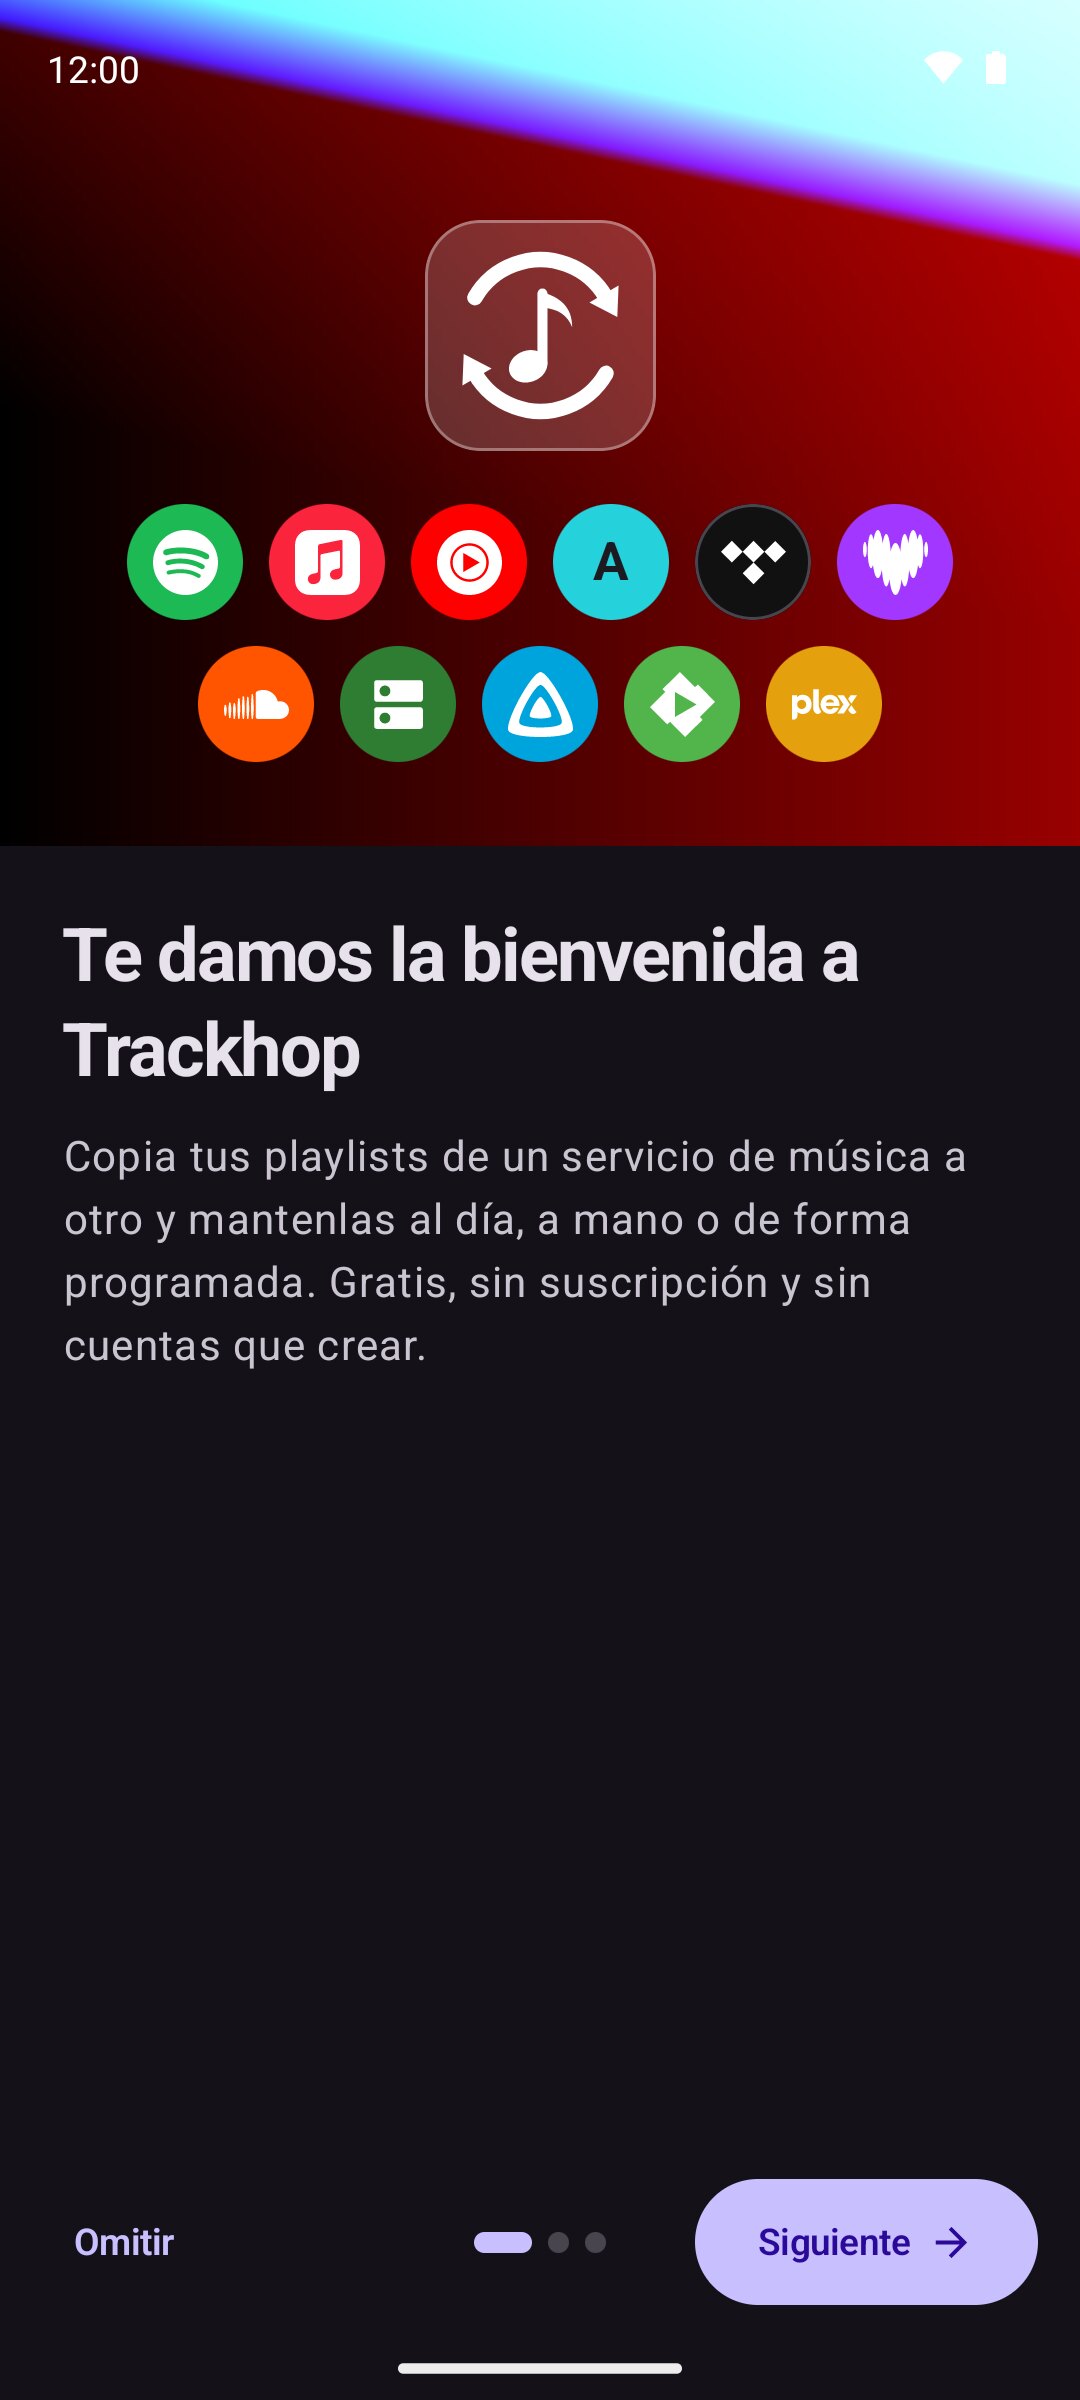 12:00
A
plex
Te damos la bienvenida a
Trackhop
Copia tus playlists de un servicio de música a
otro y mantenlas al día, a mano o de forma
programada. Gratis, sin suscripción y sin
cuentas que crear.
Omitir
Siguiente